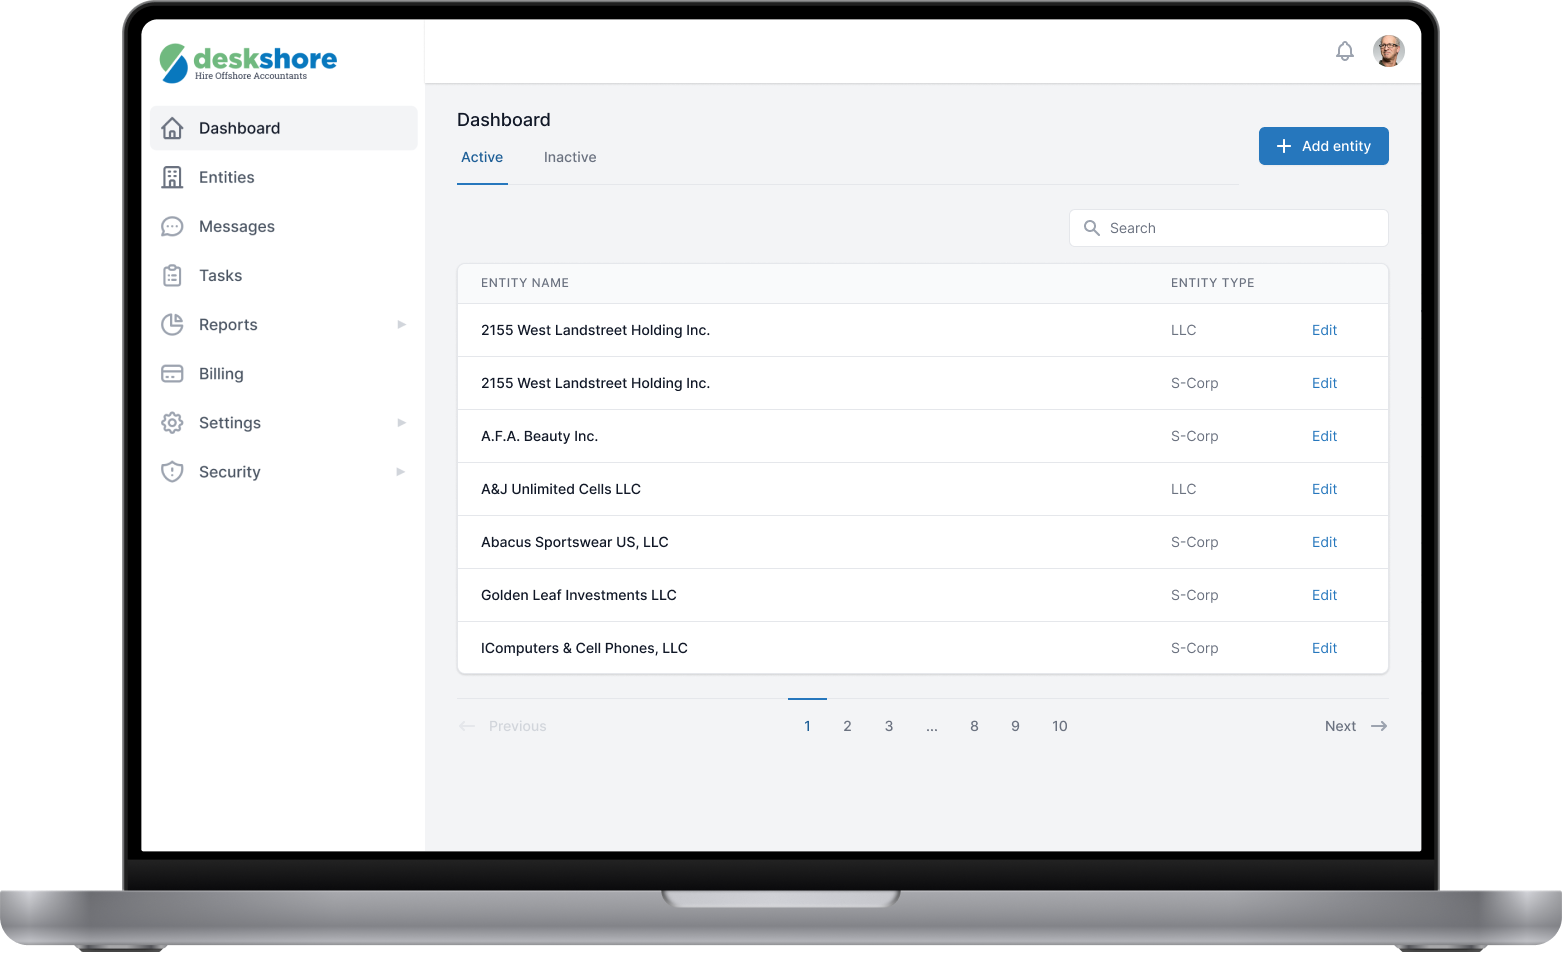 deskshore
Hire Offshore Accountants
Dashboard
Entities
Messages
Tasks
Reports
Billing
Settings
Security
Dashboard
Active Inactive
Add entity
Search
ENTITY NAME ENTITY TYPE
2155 West Landstreet Holding Inc. LLC Edit
2155 West Landstreet Holding Inc. S-Corp Edit
A.F.A. Beauty Inc. S-Corp Edit
A&J Unlimited Cells LLC LLC Edit
Abacus Sportswear US, LLC S-Corp Edit
Golden Leaf Investments LLC S-Corp Edit
IComputers & Cell Phones, LLC S-Corp Edit
Previous 1 2 3 ... 8 9 10 Next